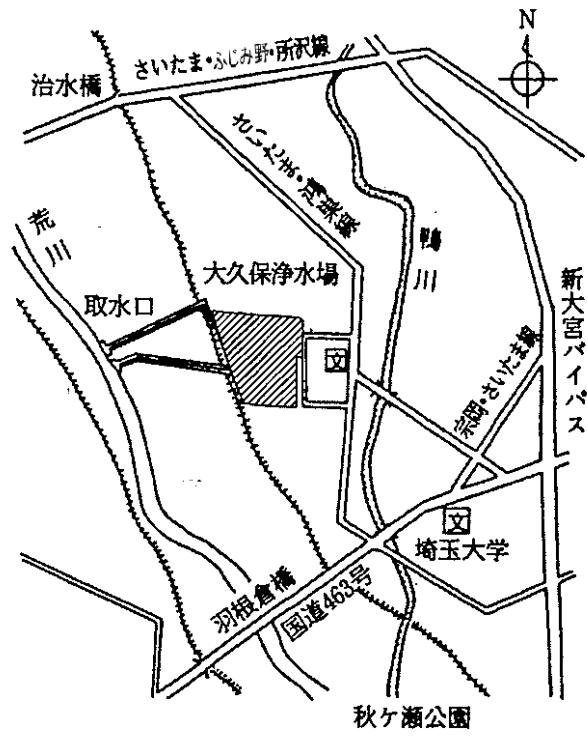 N
さいたま・ふじみ野・所沢線
治水橋
さいたま・鴻巣線
荒川
鴨川
大久保浄水場
取水口
文
新大宮バイパス
宗岡・さいたま線
文
埼玉大学
羽根倉橋
国道463号
秋ケ瀬公園